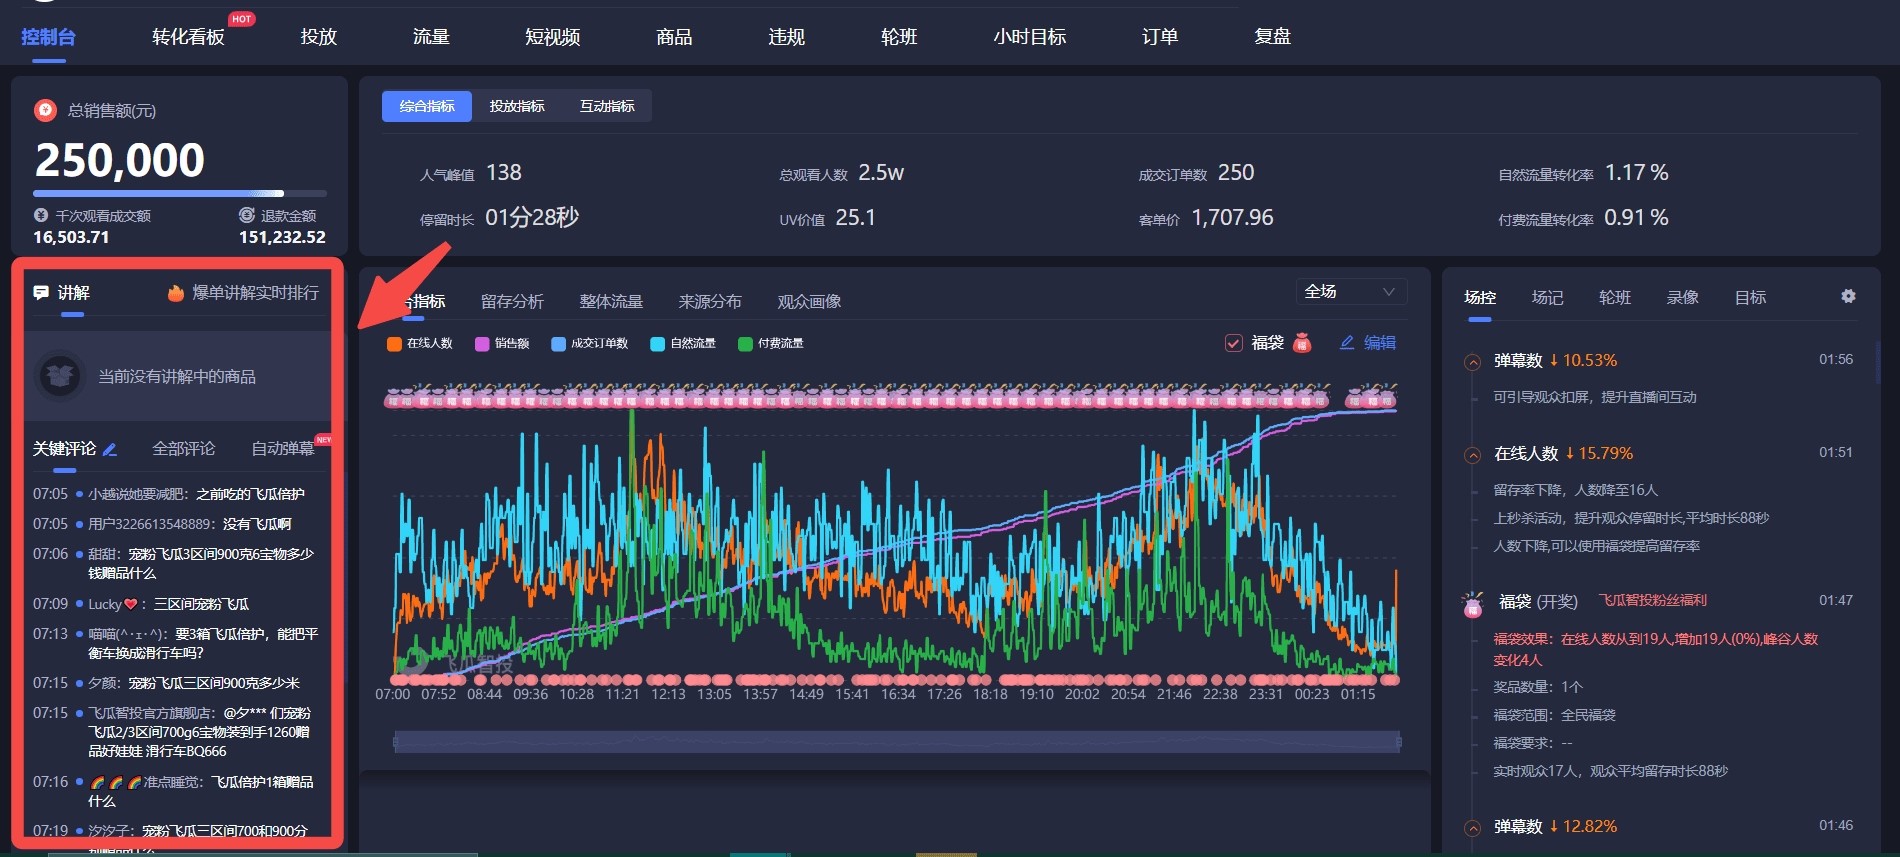 控制台 转化看板 HOT 投放 流量 短视频 商品 违规 轮班 小时目标 订单 复盘
总销售额(元)
250,000
千次观看成交额 退款金额
16,503.71 151,232.52
综合指标 投放指标 互动指标
人气峰值 138 总观看人数 2.5w 成交订单数 250 自然流量转化率 1.17 %
停留时长 01分28秒 UV价值 25.1 客单价 1,707.96 付费流量转化率 0.91 %
讲解 爆单讲解实时排行
当前没有讲解中的商品
关键评论 全部评论 自动弹幕 NEW
07:05 小越说她要减肥：之前吃的飞瓜倍护
07:05 用户3226613548889：没有飞瓜啊
07:06 甜甜：宠粉飞瓜3区间900克6宝物多少
钱赠品什么
07:09 Lucky❤️：三区间宠粉飞瓜
07:13 喵喵(^･ｪ･^)：要3箱飞瓜倍护，能把平
衡车换成滑行车吗？
07:15 夕颜：宠粉飞瓜三区间900克多少米
07:15 飞瓜智投官方旗舰店：@夕*** 们宠粉
飞瓜2/3区间700g6宝物装到手1260赠
品好娃娃 滑行车BQ666
07:16 🌈🌈🌈准点睡觉：飞瓜倍护1箱赠品
什么
07:19 汐汐子：宠粉飞瓜三区间700和900分
别赠品什么
合指标 留存分析 整体流量 来源分布 观众画像 全场
在线人数 销售额 成交订单数 自然流量 付费流量 福袋 编辑
飞瓜智投
07:00 07:52 08:44 09:36 10:28 11:21 12:13 13:05 13:57 14:49 15:41 16:34 17:26 18:18 19:10 20:02 20:54 21:46 22:38 23:31 00:23 01:15
场控 场记 轮班 录像 目标
弹幕数 ↓10.53% 01:56
可引导观众扣屏，提升直播间互动
在线人数 ↓15.79% 01:51
留存率下降，人数降至16人
上秒杀活动，提升观众停留时长,平均时长88秒
人数下降,可以使用福袋提高留存率
福袋 (开奖) 飞瓜智投粉丝福利 01:47
福袋效果：在线人数从到19人,增加19人(0%),峰谷人数
变化4人
奖品数量：1个
福袋范围：全民福袋
福袋要求：--
实时观众17人，观众平均留存时长88秒
弹幕数 ↓12.82% 01:46